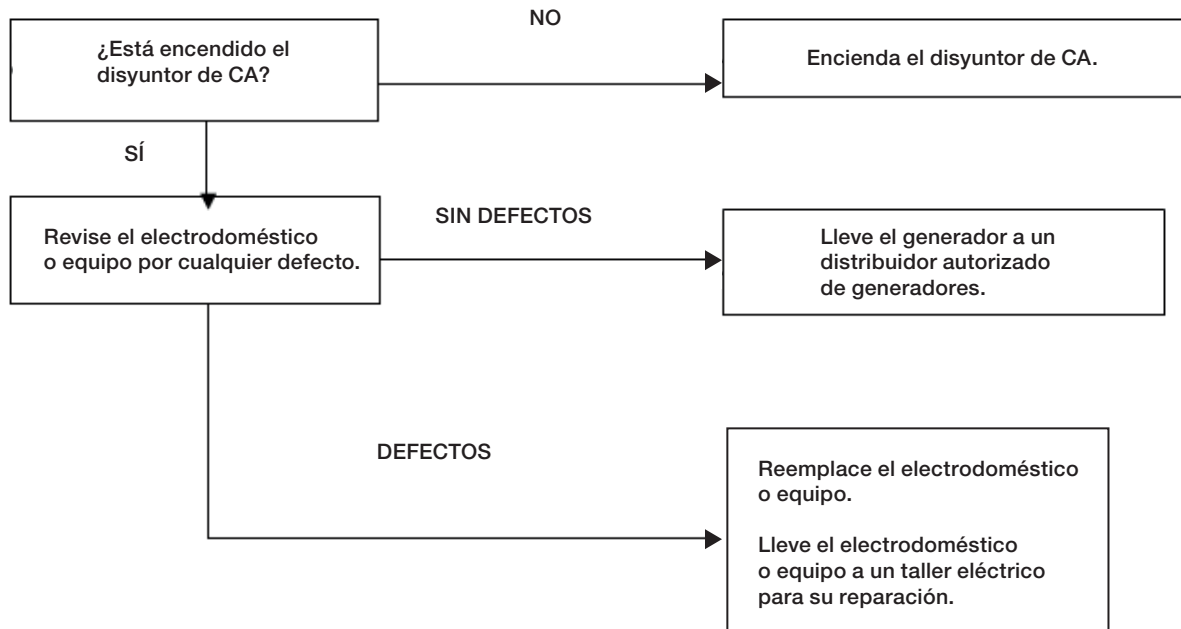 NO
¿Está encendido el
disyuntor de CA?
Encienda el disyuntor de CA.
SÍ
Revise el electrodoméstico
o equipo por cualquier defecto.
SIN DEFECTOS
Lleve el generador a un
distribuidor autorizado
de generadores.
DEFECTOS
Reemplace el electrodoméstico
o equipo.
Lleve el electrodoméstico
o equipo a un taller eléctrico
para su reparación.